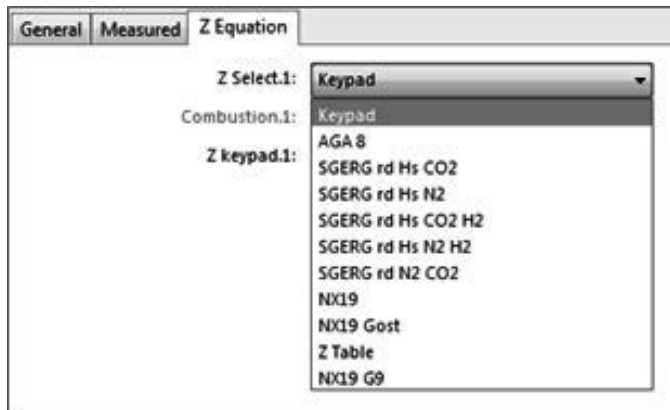 General Measured Z Equation
Z Select.1: Keypad
Combustion.1: Keypad
AGA 8
Z keypad.1: SGERG rd Hs CO2
SGERG rd Hs N2
SGERG rd Hs CO2 H2
SGERG rd Hs N2 H2
SGERG rd N2 CO2
NX19
NX19 Gost
Z Table
NX19 G9